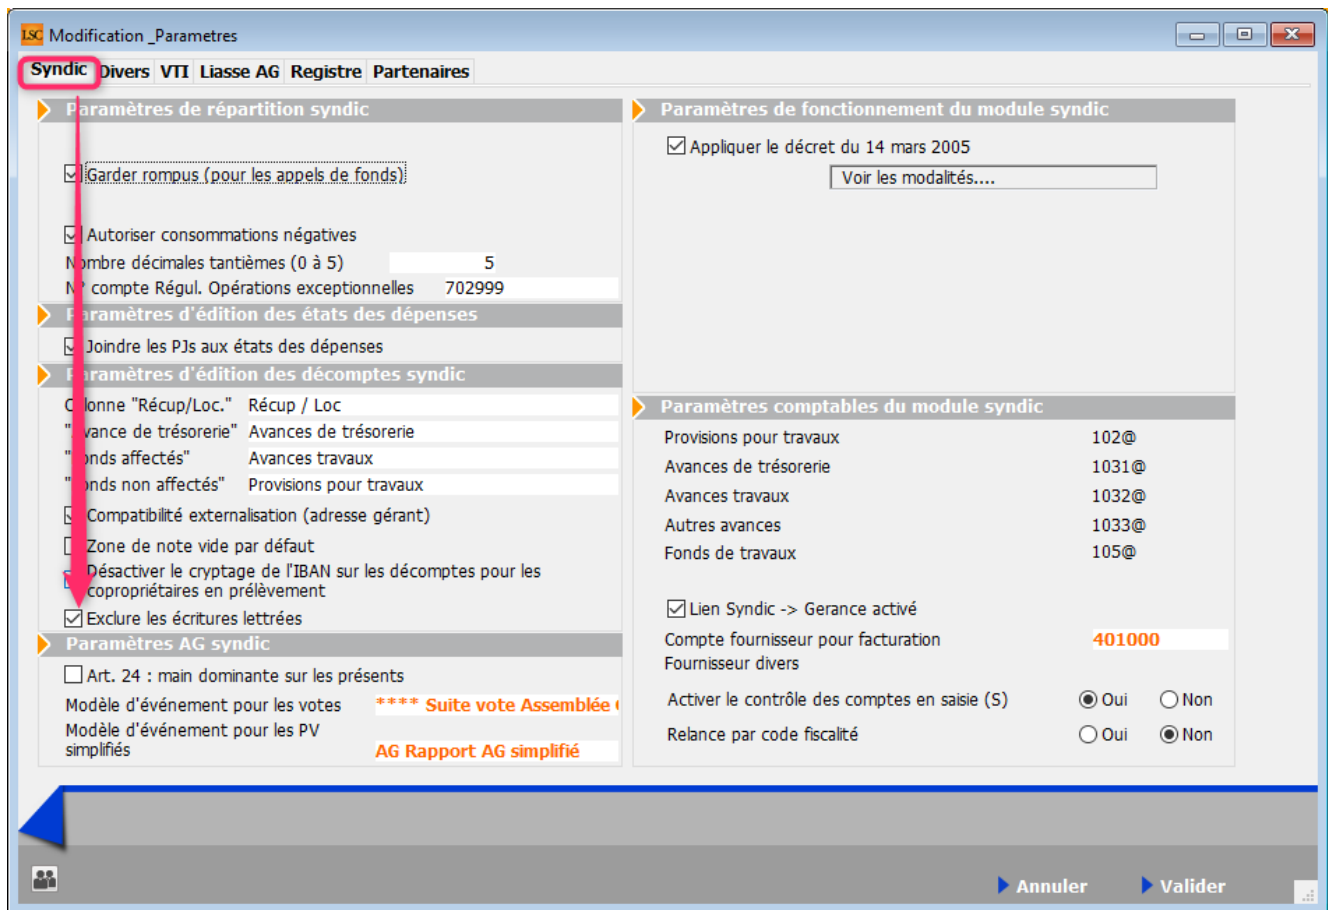 LSC Modification _Parametres
Syndic Divers VTI Liasse AG Registre Partenaires
Paramètres de répartition syndic
Garder rompus (pour les appels de fonds)
Autoriser consommations négatives
Nombre décimales tantièmes (0 à 5) 5
N° compte Régul. Opérations exceptionnelles 702999
Paramètres d'édition des états des dépenses
Joindre les PJs aux états des dépenses
Paramètres d'édition des décomptes syndic
Colonne "Récup/Loc." Récup / Loc
"Avance de trésorerie" Avances de trésorerie
"Fonds affectés" Avances travaux
"Fonds non affectés" Provisions pour travaux
Compatibilité externalisation (adresse gérant)
Zone de note vide par défaut
Désactiver le cryptage de l'IBAN sur les décomptes pour les
copropriétaires en prélèvement
Exclure les écritures lettrées
Paramètres AG syndic
Art. 24 : main dominante sur les présents
Modèle d'événement pour les votes **** Suite vote Assemblée
Modèle d'événement pour les PV
simplifiés AG Rapport AG simplifié
Paramètres de fonctionnement du module syndic
Appliquer le décret du 14 mars 2005
Voir les modalités....
Paramètres comptables du module syndic
Provisions pour travaux 102@
Avances de trésorerie 1031@
Avances travaux 1032@
Autres avances 1033@
Fonds de travaux 105@
Lien Syndic -> Gerance activé
Compte fournisseur pour facturation 401000
Fournisseur divers
Activer le contrôle des comptes en saisie (S) Oui Non
Relance par code fiscalité Oui Non
Annuler Valider